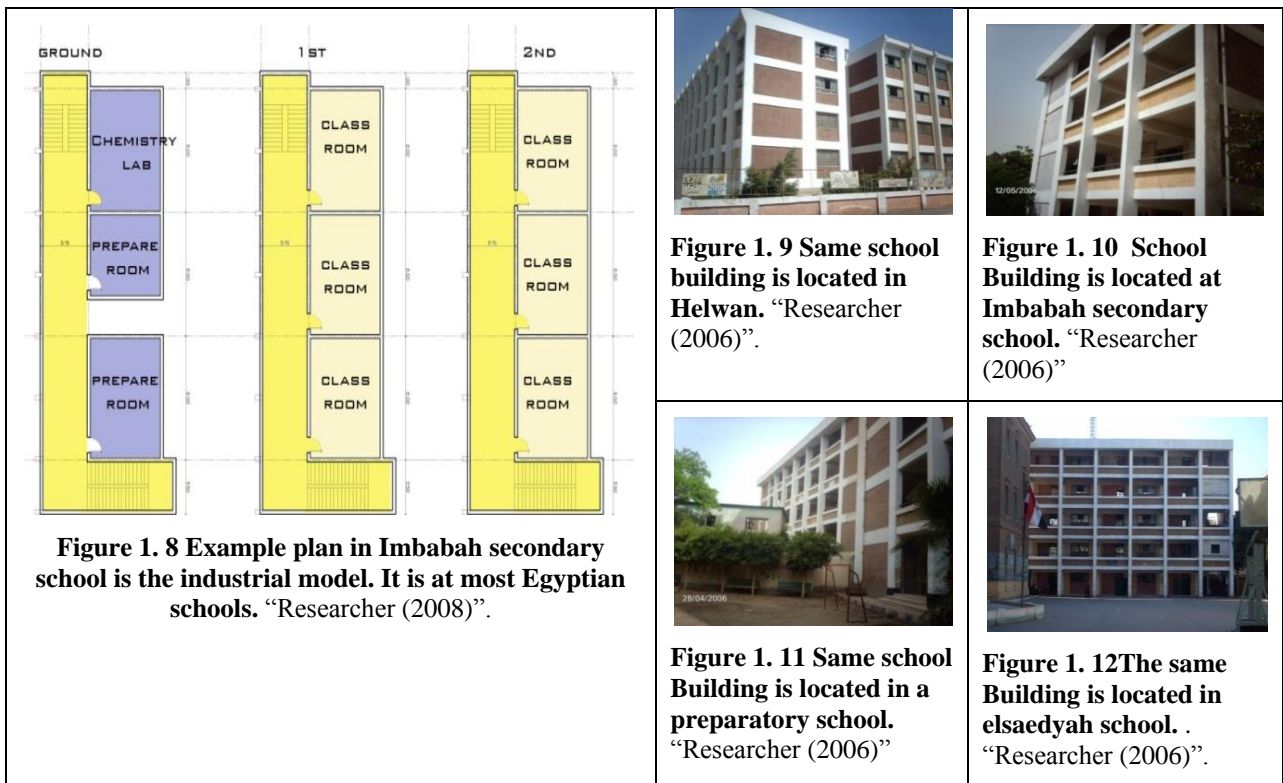 GROUND
1ST
2ND
CHEMISTRY
LAB
PREPARE
ROOM
PREPARE
ROOM
CLASS
ROOM
CLASS
ROOM
CLASS
ROOM
CLASS
ROOM
CLASS
ROOM
CLASS
ROOM
Figure 1. 8 Example plan in Imbabah secondary
school is the industrial model. It is at most Egyptian
schools. “Researcher (2008)”.
Figure 1. 9 Same school
building is located in
Helwan. “Researcher
(2006)”.
12/05/2006
Figure 1. 10 School
Building is located at
Imbabah secondary
school. “Researcher
(2006)”
28/04/2006
Figure 1. 11 Same school
Building is located in a
preparatory school.
“Researcher (2006)”
Figure 1. 12The same
Building is located in
elsaedyah school. .
“Researcher (2006)”.